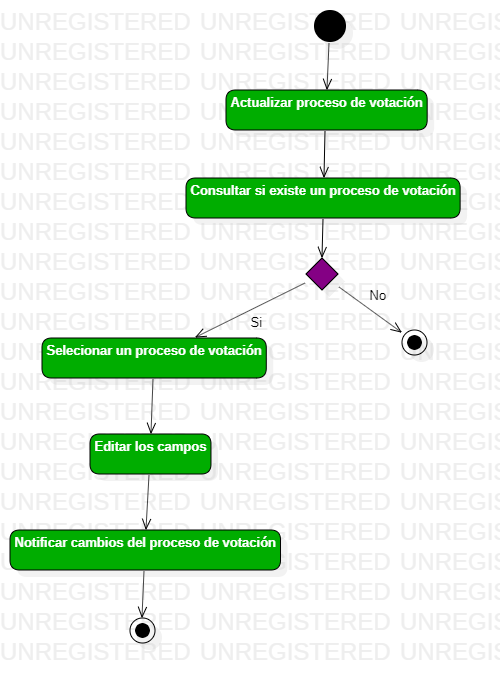 Actualizar proceso de votación
Consultar si existe un proceso de votación
No
Si
Selecionar un proceso de votación
Editar los campos
Notificar cambios del proceso de votación
UNREGISTERED UNREGISTERED UNREGISTERED